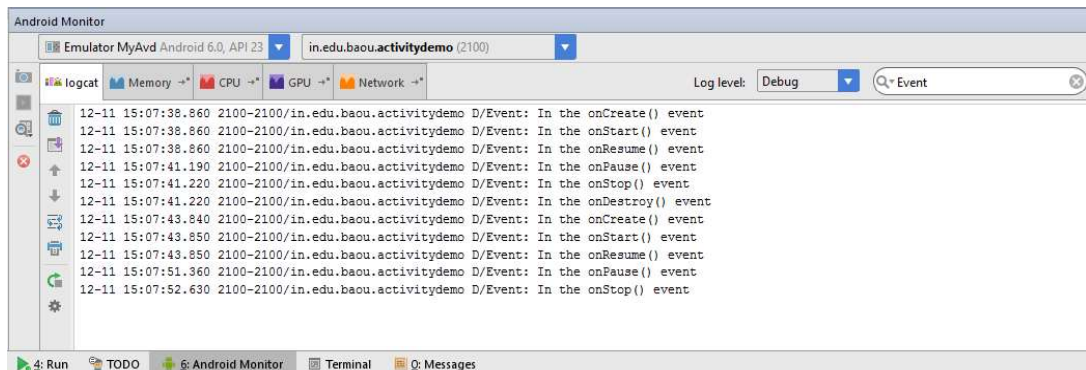 Android Monitor
Emulator MyAvd Android 6.0, API 23 in.edu.baou.activitydemo (2100)
logcat Memory CPU GPU Network Log level: Debug Event
12-11 15:07:38.860 2100-2100/in.edu.baou.activitydemo D/Event: In the onCreate() event
12-11 15:07:38.860 2100-2100/in.edu.baou.activitydemo D/Event: In the onStart() event
12-11 15:07:38.860 2100-2100/in.edu.baou.activitydemo D/Event: In the onResume() event
12-11 15:07:41.190 2100-2100/in.edu.baou.activitydemo D/Event: In the onPause() event
12-11 15:07:41.220 2100-2100/in.edu.baou.activitydemo D/Event: In the onStop() event
12-11 15:07:41.220 2100-2100/in.edu.baou.activitydemo D/Event: In the onDestroy() event
12-11 15:07:43.840 2100-2100/in.edu.baou.activitydemo D/Event: In the onCreate() event
12-11 15:07:43.850 2100-2100/in.edu.baou.activitydemo D/Event: In the onStart() event
12-11 15:07:43.850 2100-2100/in.edu.baou.activitydemo D/Event: In the onResume() event
12-11 15:07:51.360 2100-2100/in.edu.baou.activitydemo D/Event: In the onPause() event
12-11 15:07:52.630 2100-2100/in.edu.baou.activitydemo D/Event: In the onStop() event
4: Run TODO 6: Android Monitor Terminal 0: Messages